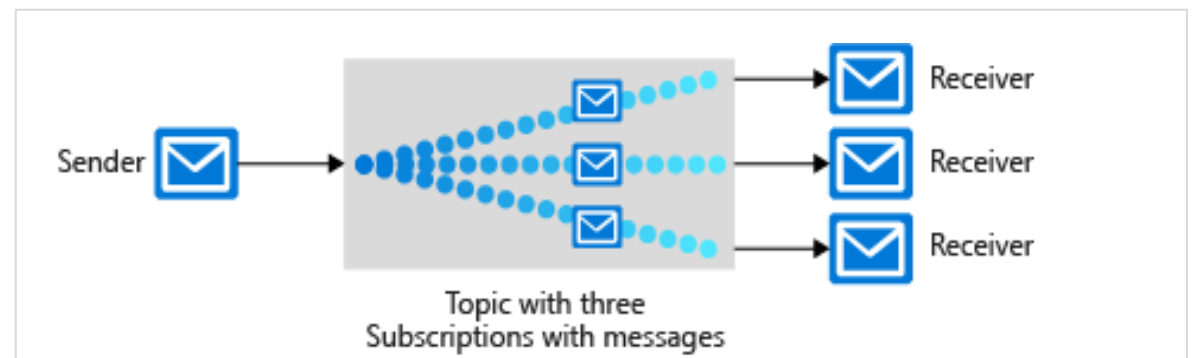 Sender
Receiver
Receiver
Receiver
Topic with three
Subscriptions with messages